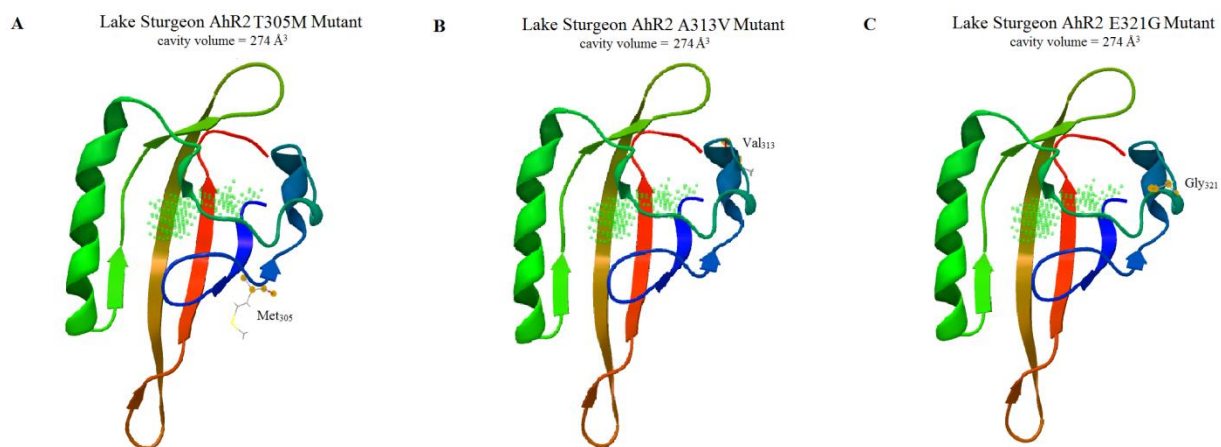 A
Lake Sturgeon AhR2 T305M Mutant
cavity volume = 274 Å³
Met₃₀₅
B
Lake Sturgeon AhR2 A313V Mutant
cavity volume = 274 Å³
Val₃₁₃
C
Lake Sturgeon AhR2 E321G Mutant
cavity volume = 274 Å³
Gly₃₂₁